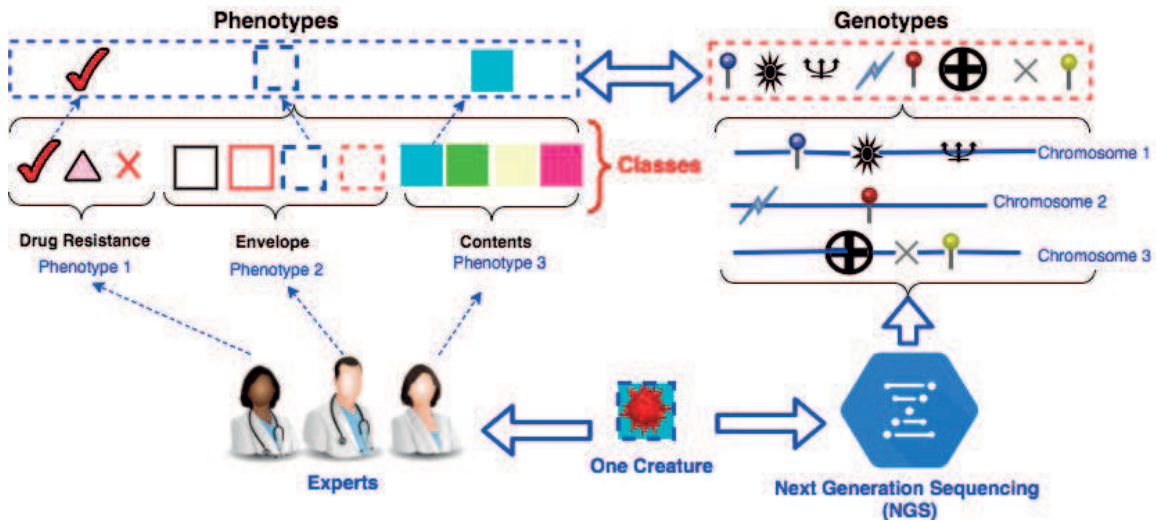 Phenotypes
Genotypes
Classes
Chromosome 1
Chromosome 2
Chromosome 3
Drug Resistance
Phenotype 1
Envelope
Phenotype 2
Contents
Phenotype 3
Experts
One Creature
Next Generation Sequencing
(NGS)